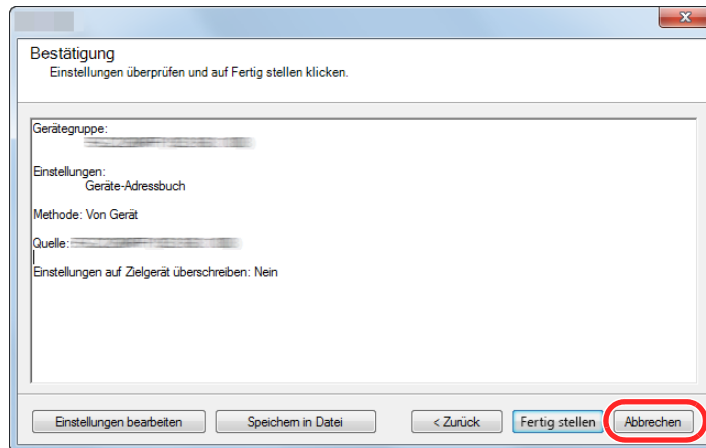 Bestätigung
Einstellungen überprüfen und auf Fertig stellen klicken.
Gerätegruppe:
Einstellungen:
Geräte-Adressbuch
Methode: Von Gerät
Quelle:
Einstellungen auf Zielgerät überschreiben: Nein
Einstellungen bearbeiten
Speichern in Datei
< Zurück
Fertig stellen
Abbrechen